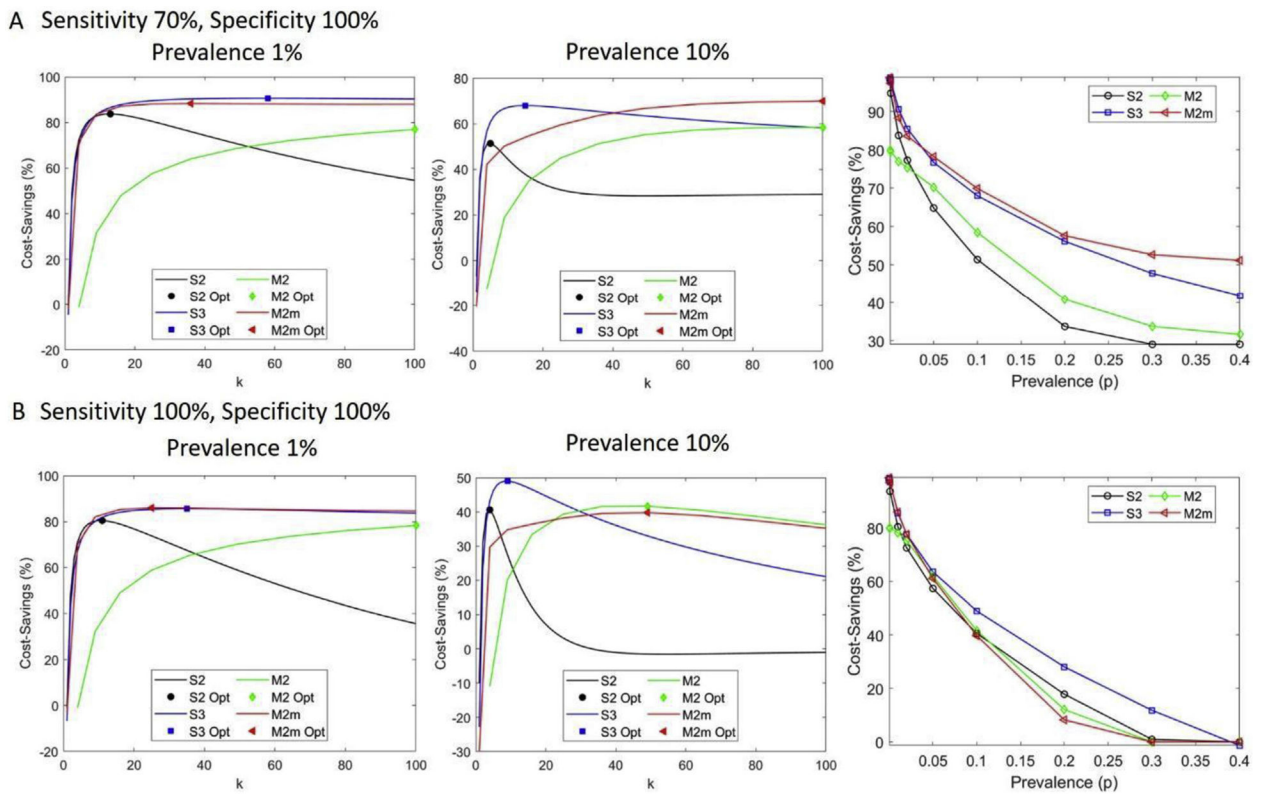 A Sensitivity 70%, Specificity 100%
Prevalence 1%
100
80
60
40
20
0
-20
Cost-Savings (%)
0 20 40 60 80 100
k
S2 M2
S2 Opt M2 Opt
S3 M2m
S3 Opt M2m Opt
Prevalence 10%
80
60
40
20
0
-20
-40
Cost-Savings (%)
0 20 40 60 80 100
k
S2 M2
S2 Opt M2 Opt
S3 M2m
S3 Opt M2m Opt
90
80
70
60
50
40
30
Cost-Savings (%)
0.05 0.1 0.15 0.2 0.25 0.3 0.35 0.4
Prevalence (p)
S2 M2
S3 M2m
B Sensitivity 100%, Specificity 100%
Prevalence 1%
100
80
60
40
20
0
-20
Cost-Savings (%)
0 20 40 60 80 100
k
S2 M2
S2 Opt M2 Opt
S3 M2m
S3 Opt M2m Opt
Prevalence 10%
50
40
30
20
10
0
-10
-20
-30
Cost-Savings (%)
0 20 40 60 80 100
k
S2 M2
S2 Opt M2 Opt
S3 M2m
S3 Opt M2m Opt
80
60
40
20
0
Cost-Savings (%)
0.05 0.1 0.15 0.2 0.25 0.3 0.35 0.4
Prevalence (p)
S2 M2
S3 M2m